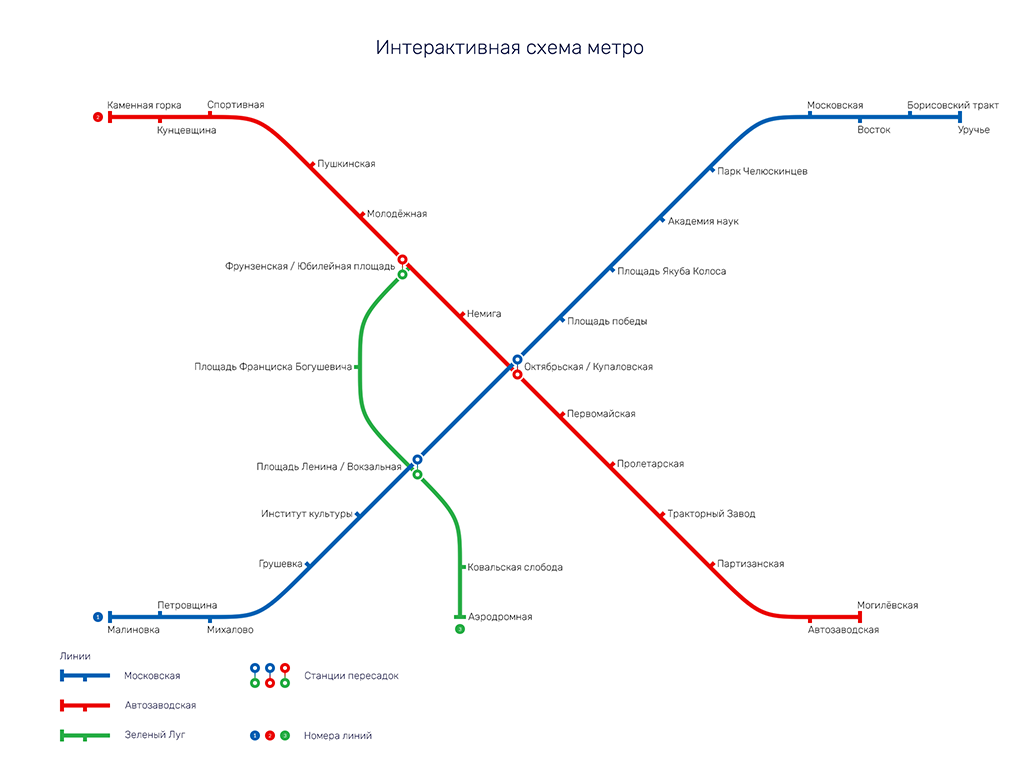 Интерактивная схема метро
Каменная горка
Спортивная
Московская
Борисовский тракт
2
Кунцевщина
Восток
Уручье
Пушкинская
Парк Челюскинцев
Молодёжная
Академия наук
Фрунзенская / Юбилейная площадь
Площадь Якуба Колоса
Немига
Площадь победы
Площадь Франциска Богушевича
Октябрьская / Купаловская
Первомайская
Площадь Ленина / Вокзальная
Пролетарская
Институт культуры
Тракторный Завод
Грушевка
Ковальская слобода
Партизанская
Петровщина
Могилёвская
1
Аэродромная
Малиновка
Михалово
3
Автозаводская
Линии
Московская
Станции пересадок
Автозаводская
Зеленый Луг
1 2 3
Номера линий